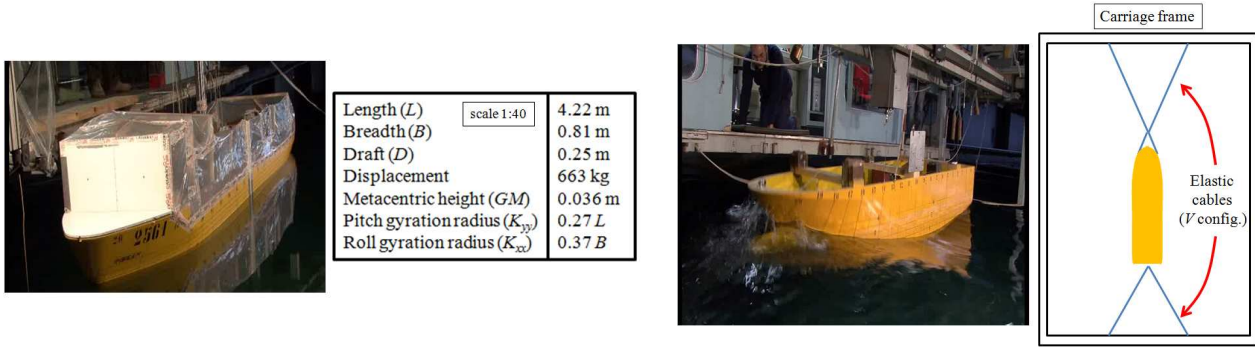 2561
Length (L) 4.22 m
scale 1:40
Breadth (B) 0.81 m
Draft (D) 0.25 m
Displacement 663 kg
Metacentric height (GM) 0.036 m
Pitch gyration radius (Kyy) 0.27 L
Roll gyration radius (Kxx) 0.37 B
Carriage frame
Elastic
cables
(V config.)